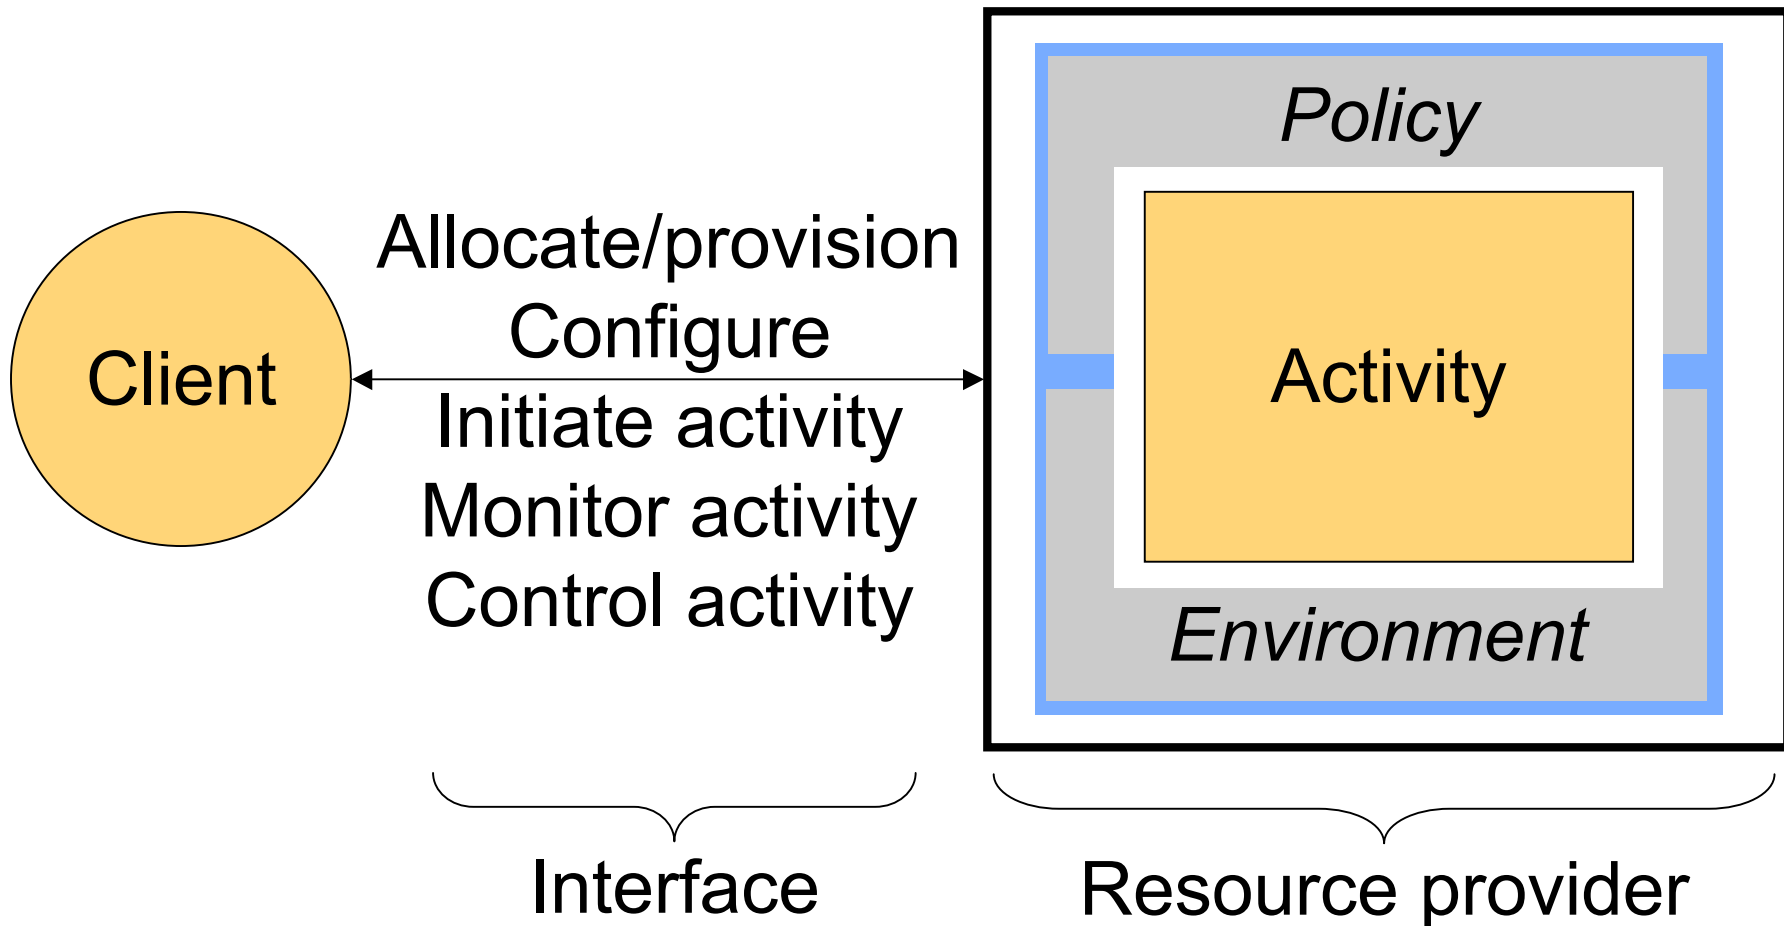 Policy
Allocate/provision
Configure
Client
Activity
Initiate activity
Monitor activity
Control activity
Environment
Interface
Resource provider